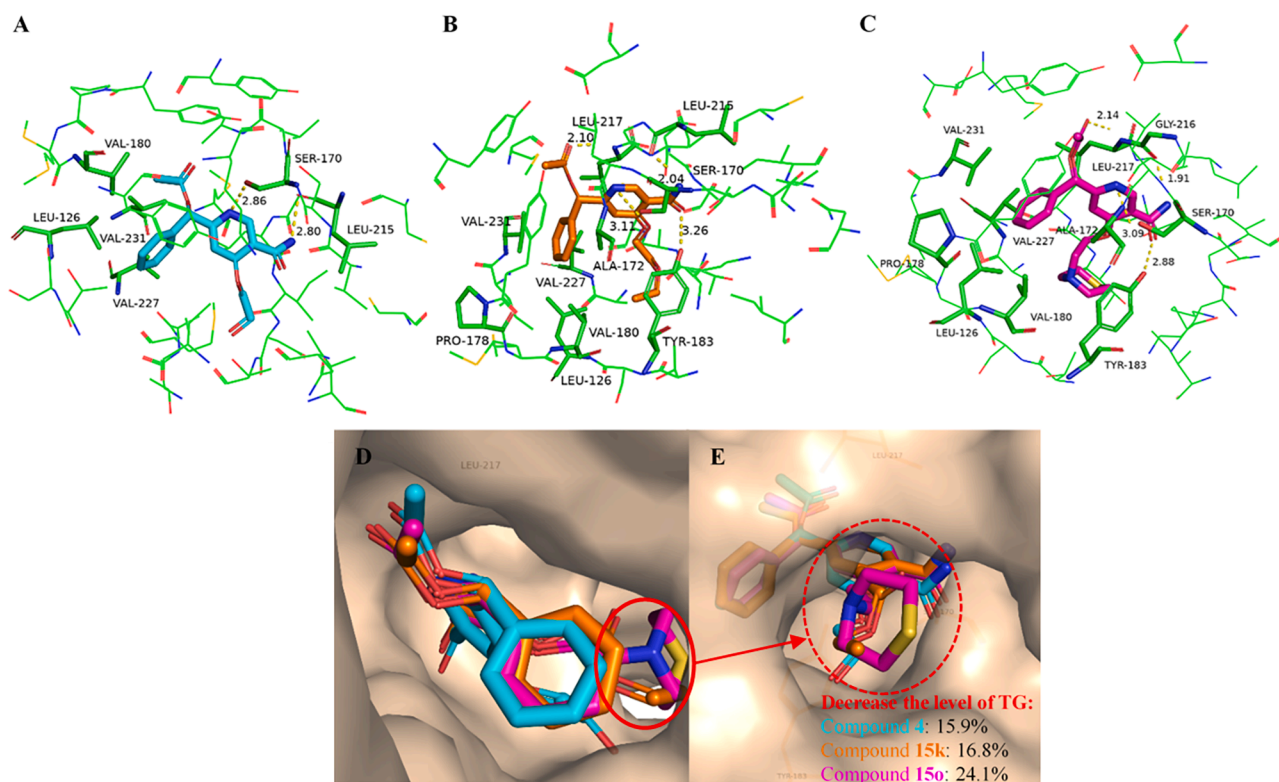 A
VAL-180
SER-170
2.86
LEU-126
VAL-231
2.80
LEU-215
VAL-227
B
LEU-215
LEU-217
2.10
SER-170
2.04
VAL-231
3.11
3.26
ALA-172
VAL-227
PRO-178
VAL-180
TYR-183
LEU-126
C
2.14
VAL-231
GLY-216
LEU-217
1.91
SER-170
ALA-172
VAL-227
3.09
PRO-178
2.88
VAL-180
LEU-126
TYR-183
D
LEU-217
E
LEU-217
TYR-183
Decrease the level of TG:
Compound 4: 15.9%
Compound 15k: 16.8%
Compound 15o: 24.1%